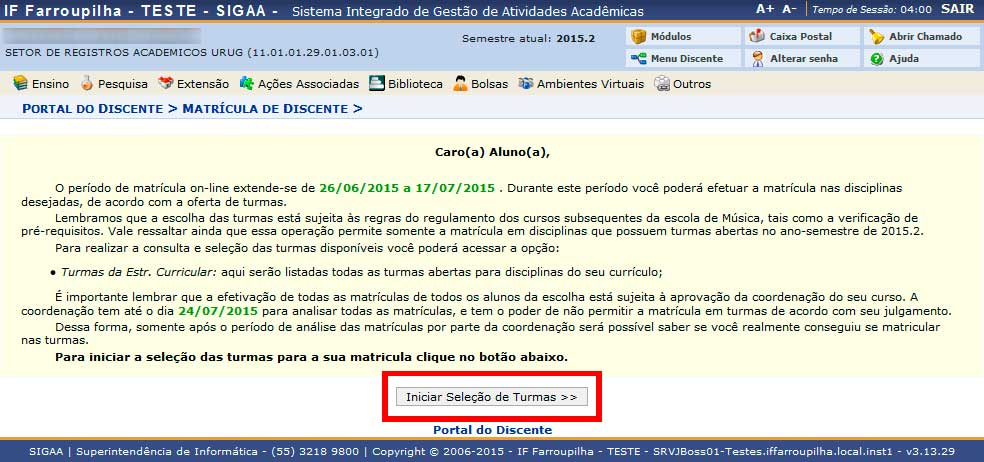 IF Farroupilha - TESTE - SIGAA - Sistema Integrado de Gestão de Atividades Acadêmicas A+ A- Tempo de Sessão: 04:00 SAIR
Semestre atual: 2015.2 Módulos Caixa Postal Abrir Chamado
SETOR DE REGISTROS ACADEMICOS URUG (11.01.01.29.01.03.01) Menu Discente Alterar senha Ajuda
Ensino Pesquisa Extensão Ações Associadas Biblioteca Bolsas Ambientes Virtuais Outros
PORTAL DO DISCENTE > MATRÍCULA DE DISCENTE >
Caro(a) Aluno(a),
O período de matrícula on-line extende-se de 26/06/2015 a 17/07/2015 . Durante este período você poderá efetuar a matrícula nas disciplinas
desejadas, de acordo com a oferta de turmas.
Lembramos que a escolha das turmas está sujeita às regras do regulamento dos cursos subsequentes da escola de Música, tais como a verificação de
pré-requisitos. Vale ressaltar ainda que essa operação permite somente a matrícula em disciplinas que possuem turmas abertas no ano-semestre de 2015.2.
Para realizar a consulta e seleção das turmas disponíveis você poderá acessar a opção:
• Turmas da Estr. Curricular: aqui serão listadas todas as turmas abertas para disciplinas do seu currículo;
É importante lembrar que a efetivação de todas as matrículas de todos os alunos da escolha está sujeita à aprovação da coordenação do seu curso. A
coordenação tem até o dia 24/07/2015 para analisar todas as matrículas, e tem o poder de não permitir a matrícula em turmas de acordo com seu julgamento.
Dessa forma, somente após o período de análise das matrículas por parte da coordenação será possível saber se você realmente conseguiu se matricular
nas turmas.
Para iniciar a seleção das turmas para a sua matricula clique no botão abaixo.
Iniciar Seleção de Turmas >>
Portal do Discente
SIGAA | Superintendência de Informática - (55) 3218 9800 | Copyright © 2006-2015 - IF Farroupilha - TESTE - SRVJBoss01-Testes.iffarroupilha.local.inst1 - v3.13.29